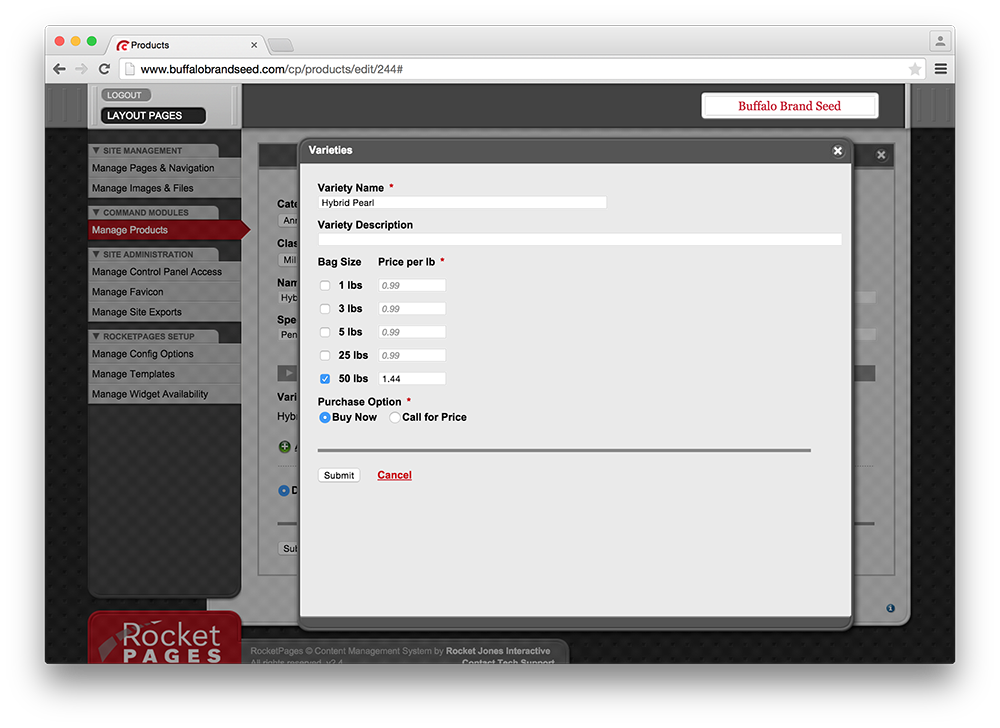 Products
www.buffalobrandseed.com/cp/products/edit/244#
LOGOUT
LAYOUT PAGES
Buffalo Brand Seed
▼ SITE MANAGEMENT
Manage Pages & Navigation
Manage Images & Files
▼ COMMAND MODULES
Manage Products
▼ SITE ADMINISTRATION
Manage Control Panel Access
Manage Favicon
Manage Site Exports
▼ ROCKETPAGES SETUP
Manage Config Options
Manage Templates
Manage Widget Availability
Cate
Ann
Clas
Mil
Nam
Hyb
Spe
Pen
Vari
Hyb
D
Sub
Varieties
Variety Name *
Hybrid Pearl
Variety Description
Bag Size Price per lb *
1 lbs 0.99
3 lbs 0.99
5 lbs 0.99
25 lbs 0.99
50 lbs 1.44
Purchase Option *
Buy Now Call for Price
Submit Cancel
Rocket
PAGES
RocketPages © Content Management System by Rocket Jones Interactive
All rights reserved. v2.4 Contact Tech Support